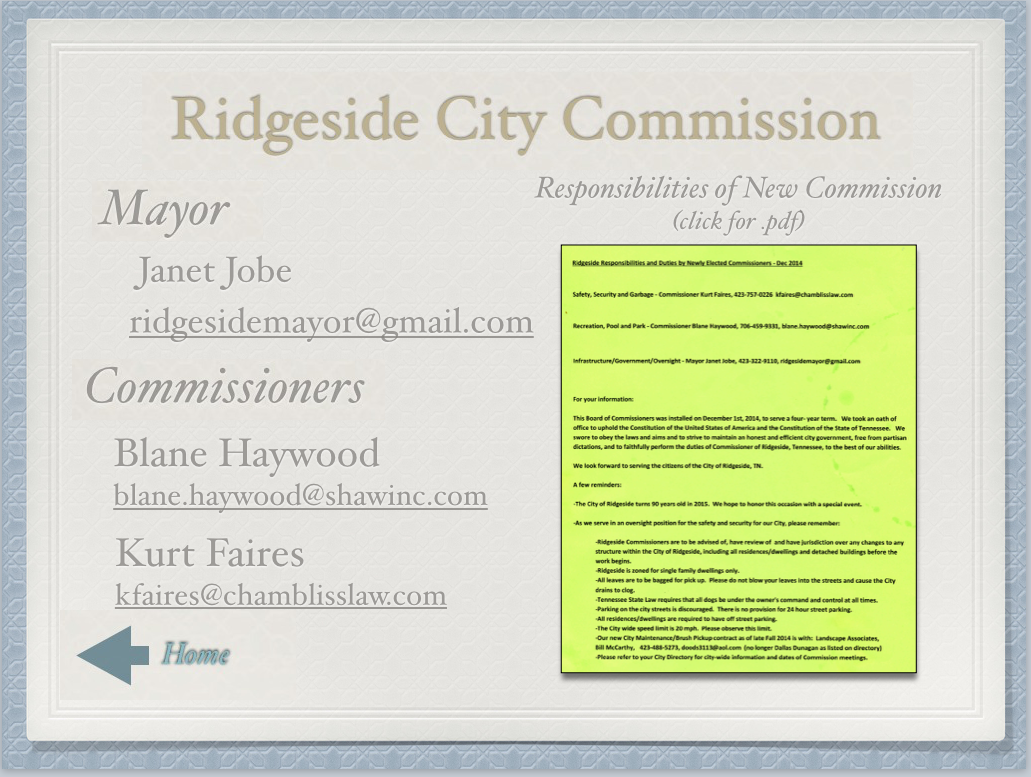 Ridgeside City Commission
Mayor
Janet Jobe
ridgesidemayor@gmail.com
Commissioners
Blane Haywood
blane.haywood@shawinc.com
Kurt Faires
kfaires@chamblisslaw.com
Home
Responsibilities of New Commission
(click for .pdf)
Ridgeside Responsibilities and Duties by Newly Elected Commissioners - Dec 2014
Safety, Security and Garbage - Commissioner Kurt Faires, 423-757-0226 kfaires@chamblisslaw.com
Recreation, Pool and Park - Commissioner Blane Haywood, 706-459-9331, blane.haywood@shawinc.com
Infrastructure/Government/Oversight - Mayor Janet Jobe, 423-322-9110, ridgesidemayor@gmail.com
For your information:
This Board of Commissioners was installed on December 1st, 2014, to serve a four- year term. We took an oath of
office to uphold the Constitution of the United States of America and the Constitution of the State of Tennessee. We
swore to obey the laws and aims and to strive to maintain an honest and efficient city government, free from partisan
dictations, and to faithfully perform the duties of Commissioner of Ridgeside, Tennessee, to the best of our abilities.
We look forward to serving the citizens of the City of Ridgeside, TN.
A few reminders:
-The City of Ridgeside turns 90 years old in 2015. We hope to honor this occasion with a special event.
-As we serve in an oversight position for the safety and security for our City, please remember:
-Ridgeside Commissioners are to be advised of, have review of and have jurisdiction over any changes to any
structure within the City of Ridgeside, including all residences/dwellings and detached buildings before the
work begins.
-Ridgeside is zoned for single family dwellings only.
-All leaves are to be bagged for pick up. Please do not blow your leaves into the streets and cause the City
drains to clog.
-Tennessee State Law requires that all dogs be under the owner's command and control at all times.
-Parking on the city streets is discouraged. There is no provision for 24 hour street parking.
-All residences/dwellings are required to have off street parking.
-The City wide speed limit is 20 mph. Please observe this limit.
-Our new City Maintenance/Brush Pickup contract as of late Fall 2014 is with: Landscape Associates,
Bill McCarthy, 423-488-5273, doods3113@aol.com (no longer Dallas Dunagan as listed on directory)
-Please refer to your City Directory for city-wide information and dates of Commission meetings.